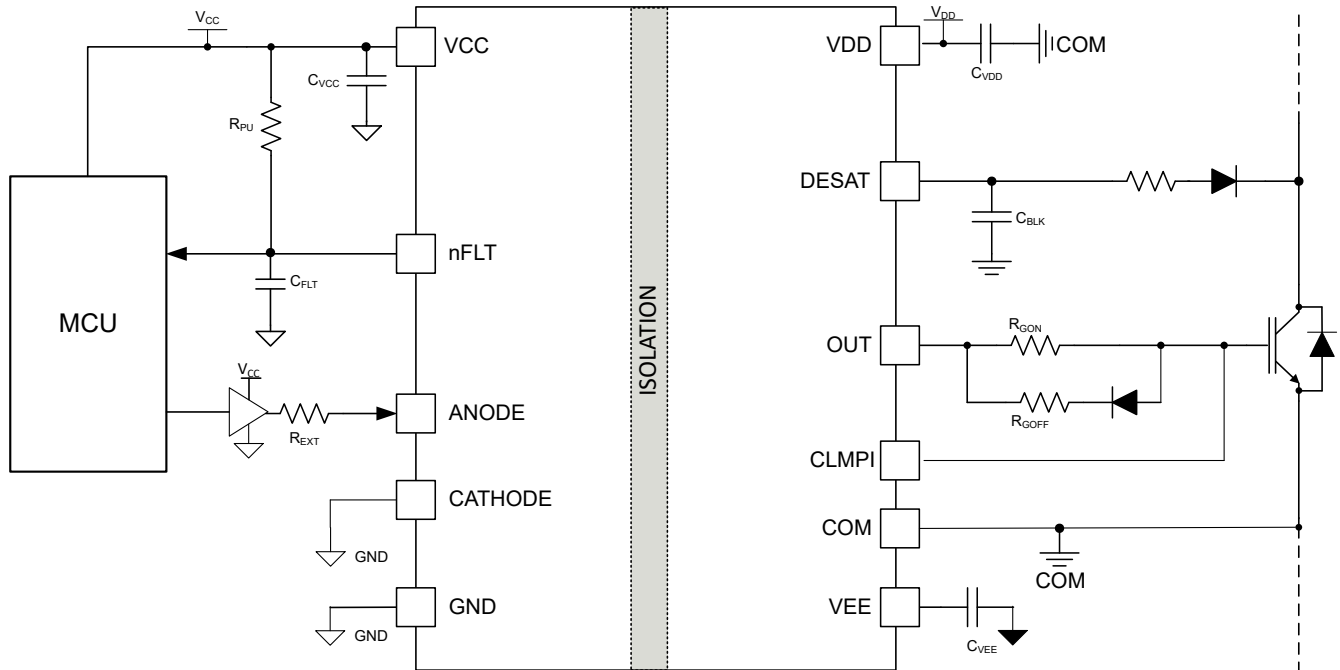 VCC
VCC
CVCC
RPU
nFLT
CFLT
MCU
VCC
REXT
ANODE
CATHODE
GND
GND
GND
ISOLATION
VDD
VDD
CVDD
COM
DESAT
CBLK
OUT
RGON
RGOFF
CLMPI
COM
COM
VEE
CVEE